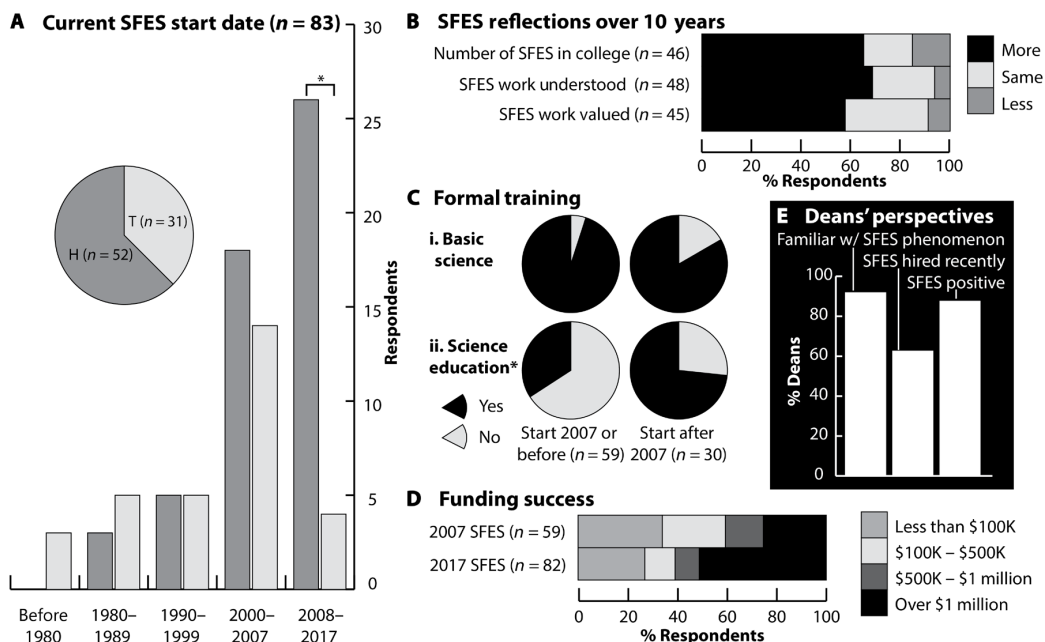 A Current SFES start date (n = 83)
30
25
20
15
10
5
0
Respondents
*
T (n = 31)
H (n = 52)
Before 1980
1980–1989
1990–1999
2000–2007
2008–2017
B SFES reflections over 10 years
Number of SFES in college (n = 46)
SFES work understood (n = 48)
SFES work valued (n = 45)
More
Same
Less
0 20 40 60 80 100
% Respondents
C Formal training
i. Basic
science
ii. Science
education*
Yes
No
Start 2007 or
before (n = 59)
Start after
2007 (n = 30)
E Deans’ perspectives
Familiar w/ SFES phenomenon
SFES hired recently
SFES positive
100
80
60
40
20
0
% Deans
D Funding success
2007 SFES (n = 59)
2017 SFES (n = 82)
Less than $100K
$100K – $500K
$500K – $1 million
Over $1 million
0 20 40 60 80 100
% Respondents